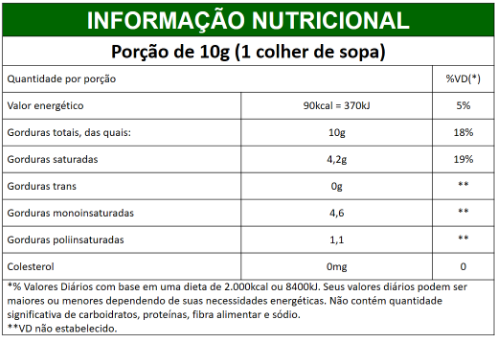 INFORMAÇÃO NUTRICIONAL
Porção de 10g (1 colher de sopa)
Quantidade por porção %VD(*)
Valor energético 90kcal = 370kJ 5%
Gorduras totais, das quais: 10g 18%
Gorduras saturadas 4,2g 19%
Gorduras trans 0g **
Gorduras monoinsaturadas 4,6 **
Gorduras poliinsaturadas 1,1 **
Colesterol 0mg 0
*% Valores Diários com base em uma dieta de 2.000kcal ou 8400kJ. Seus valores diários podem ser
maiores ou menores dependendo de suas necessidades energéticas. Não contém quantidade
significativa de carboidratos, proteínas, fibra alimentar e sódio.
**VD não estabelecido.